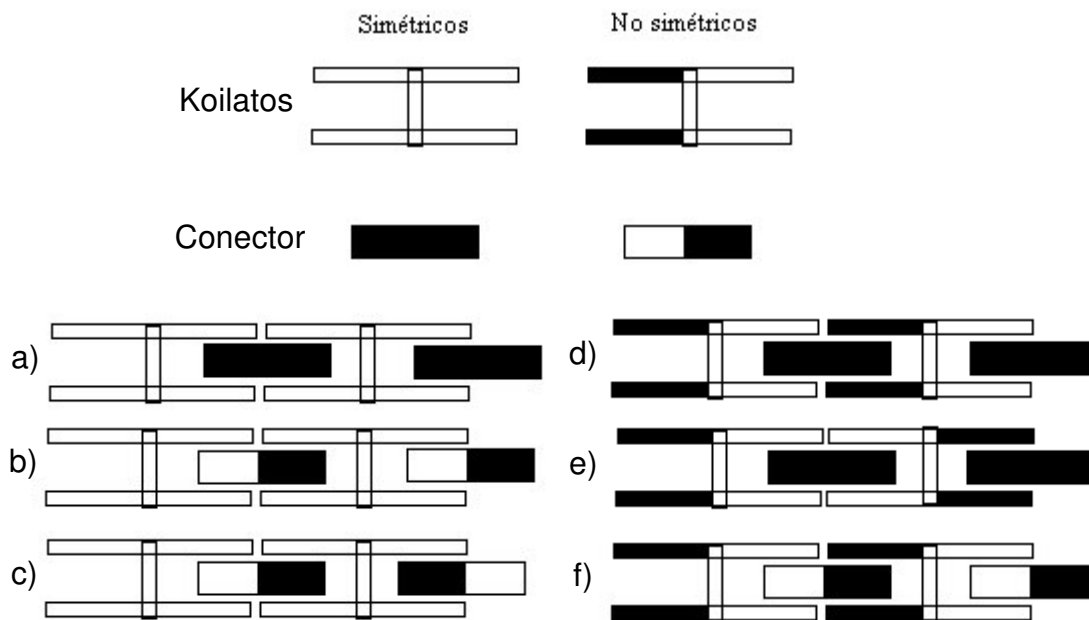 Simétricos No simétricos
Koilatos
Conector
a) d)
b) e)
c) f)